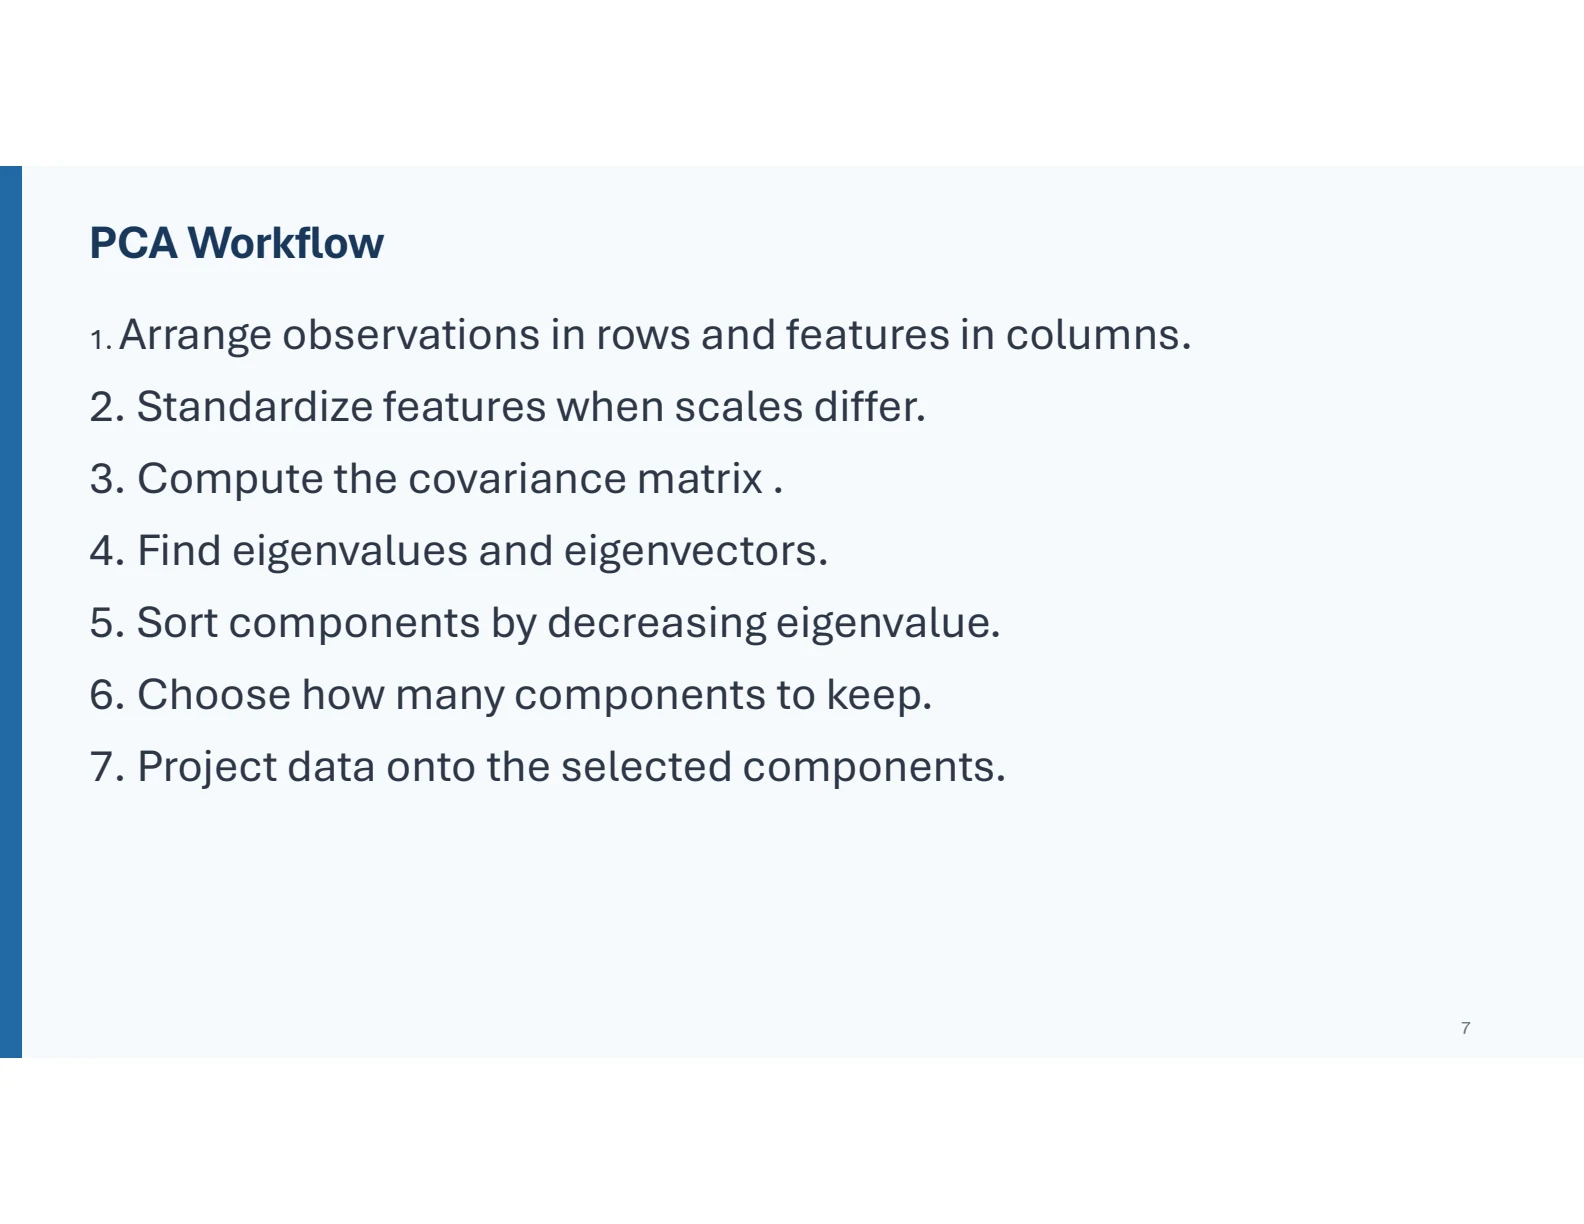 PCA Workflow
1. Arrange observations in rows and features in columns.
2. Standardize features when scales differ.
3. Compute the covariance matrix .
4. Find eigenvalues and eigenvectors.
5. Sort components by decreasing eigenvalue.
6. Choose how many components to keep.
7. Project data onto the selected components.
7